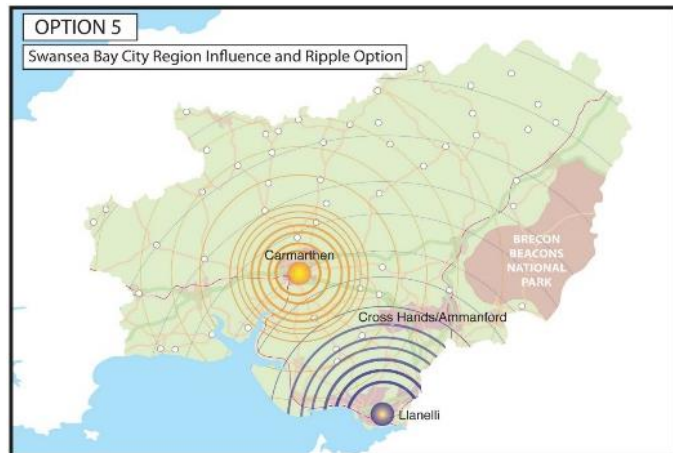 OPTION 5
Swansea Bay City Region Influence and Ripple Option
BRECON
BEACONS
NATIONAL
PARK
Carmarthen
Cross Hands/Ammanford
Llanelli